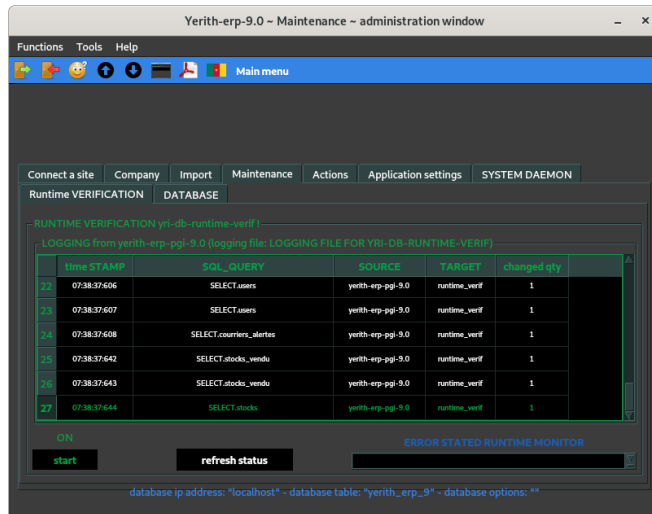 Yerith-erp-9.0 ~ Maintenance ~ administration window
Functions Tools Help
Main menu
Connect a site Company Import Maintenance Actions Application settings SYSTEM DAEMON
Runtime VERIFICATION DATABASE
RUNTIME VERIFICATION yri-db-runtime-verif !
LOGGING from yerith-erp-pgi-9.0 (logging file: LOGGING FILE FOR YRI-DB-RUNTIME-VERIF)
time STAMP SQL_QUERY SOURCE TARGET changed qty
22 07:38:37:606 SELECT.users yerith-erp-pgi-9.0 runtime_verif 1
23 07:38:37:607 SELECT.users yerith-erp-pgi-9.0 runtime_verif 1
24 07:38:37:608 SELECT.courriers_alertes yerith-erp-pgi-9.0 runtime_verif 1
25 07:38:37:642 SELECT.stocks_vendu yerith-erp-pgi-9.0 runtime_verif 1
26 07:38:37:643 SELECT.stocks_vendu yerith-erp-pgi-9.0 runtime_verif 1
27 07:38:37:644 SELECT.stocks yerith-erp-pgi-9.0 runtime_verif 1
ON
ERROR STATED RUNTIME MONITOR
start refresh status
database ip address: "localhost" - database table: "yerith_erp_9" - database options: ""